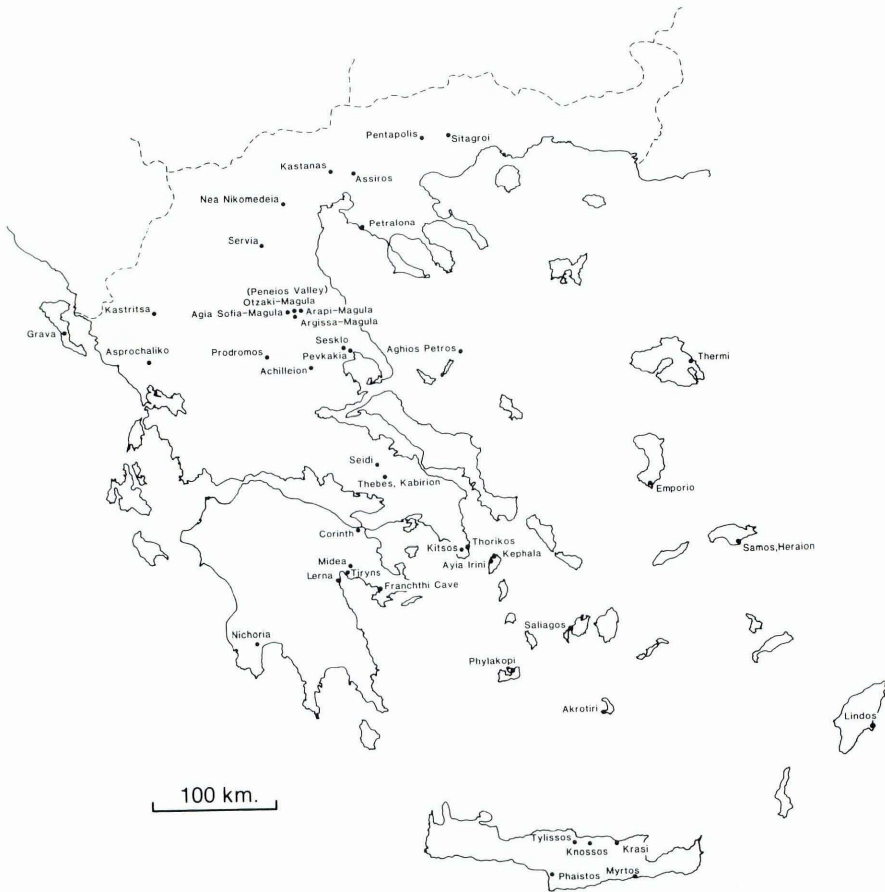 Pentapolis
Sitagroi
Kastanas
Assiros
Nea Nikomedeia
Petralona
Servia
(Peneios Valley)
Otzaki-Magula
Agia Sofia-Magula
Arapi-Magula
Argissa-Magula
Kastritsa
Grava
Asprochaliko
Prodromos
Sesklo
Pevkakia
Achilleion
Aghios Petros
Thermi
Seidi
Thebes, Kabirion
Emporio
Corinth
Kitsos
Thorikos
Kephala
Ayia Irini
Samos,Heraion
Midea
Tiryns
Lerna
Franchthi Cave
Saliagos
Nichoria
Phylakopi
Akrotiri
Lindos
100 km.
Tylissos
Knossos
Krasi
Phaistos
Myrtos